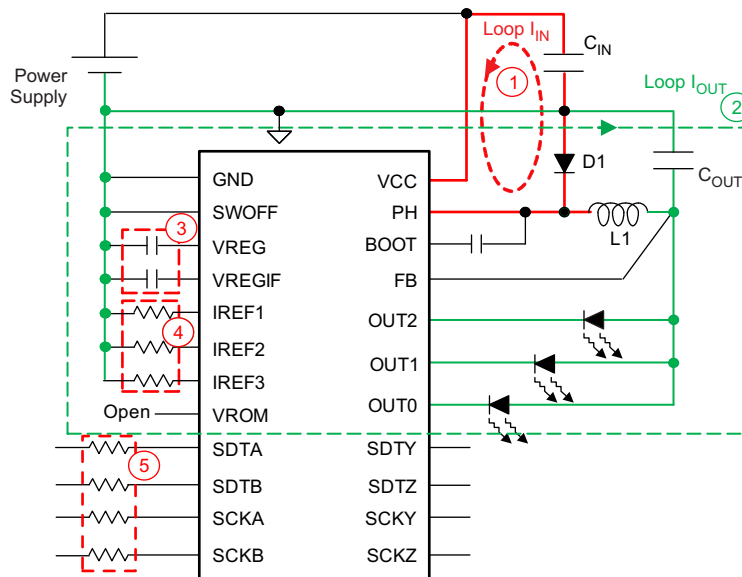 Loop I_IN
C_IN
1
Power
Supply
Loop I_OUT
2
D1
C_OUT
GND
VCC
SWOFF
PH
3
VREG
BOOT
L1
VREGIF
FB
IREF1
4
OUT2
IREF2
OUT1
IREF3
OUT0
Open
VROM
SDTA
SDTY
5
SDTB
SDTZ
SCKA
SCKY
SCKB
SCKZ